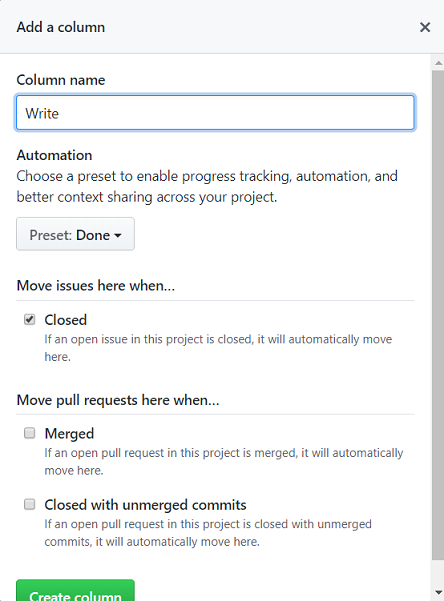 Add a column
Column name
Write
Automation
Choose a preset to enable progress tracking, automation, and
better context sharing across your project.
Preset: Done
Move issues here when...
Closed
If an open issue in this project is closed, it will automatically move
here.
Move pull requests here when...
Merged
If an open pull request in this project is merged, it will automatically
move here.
Closed with unmerged commits
If an open pull request in this project is closed with unmerged
commits, it will automatically move here.
Create column